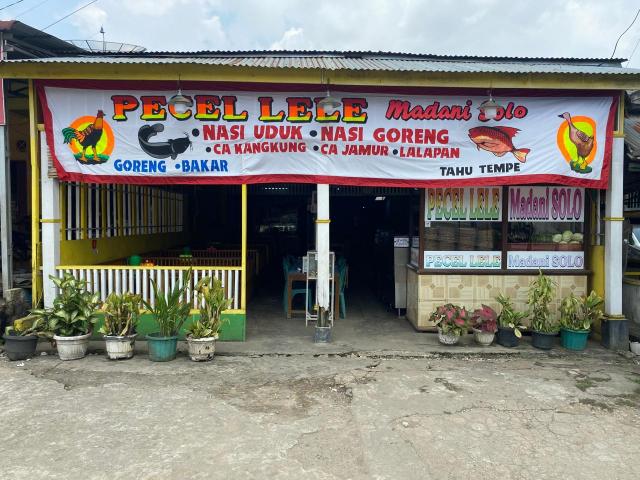 PECEL LELE Madani Solo
•NASI UDUK •NASI GORENG
•CA KANGKUNG •CA JAMUR •LALAPAN
GORENG •BAKAR
TAHU TEMPE
PECEL LELE Madani SOLO
PECEL LELE Madani SOLO